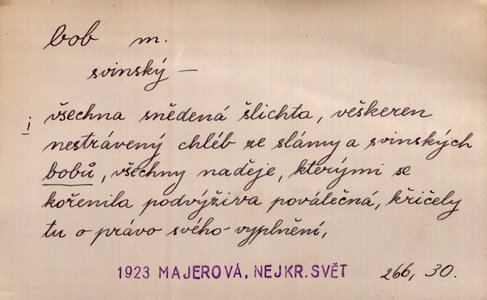 bob m.
svinský —
i všechna snědená šlichta, veškeren
nestrávený chléb ze slámy a svinských
bobů, všechny naděje, kterými se
kořenila podvýživa poválečná, křičely
tu o právo svého vyplnění,
1923 MAJEROVÁ, NEJKR. SVĚT 266, 30.